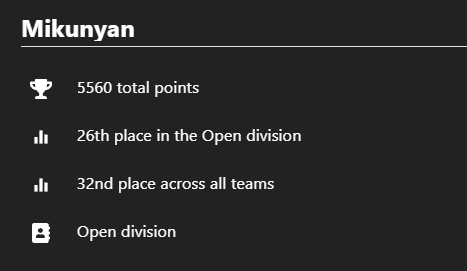 Mikunyan
5560 total points
26th place in the Open division
32nd place across all teams
Open division